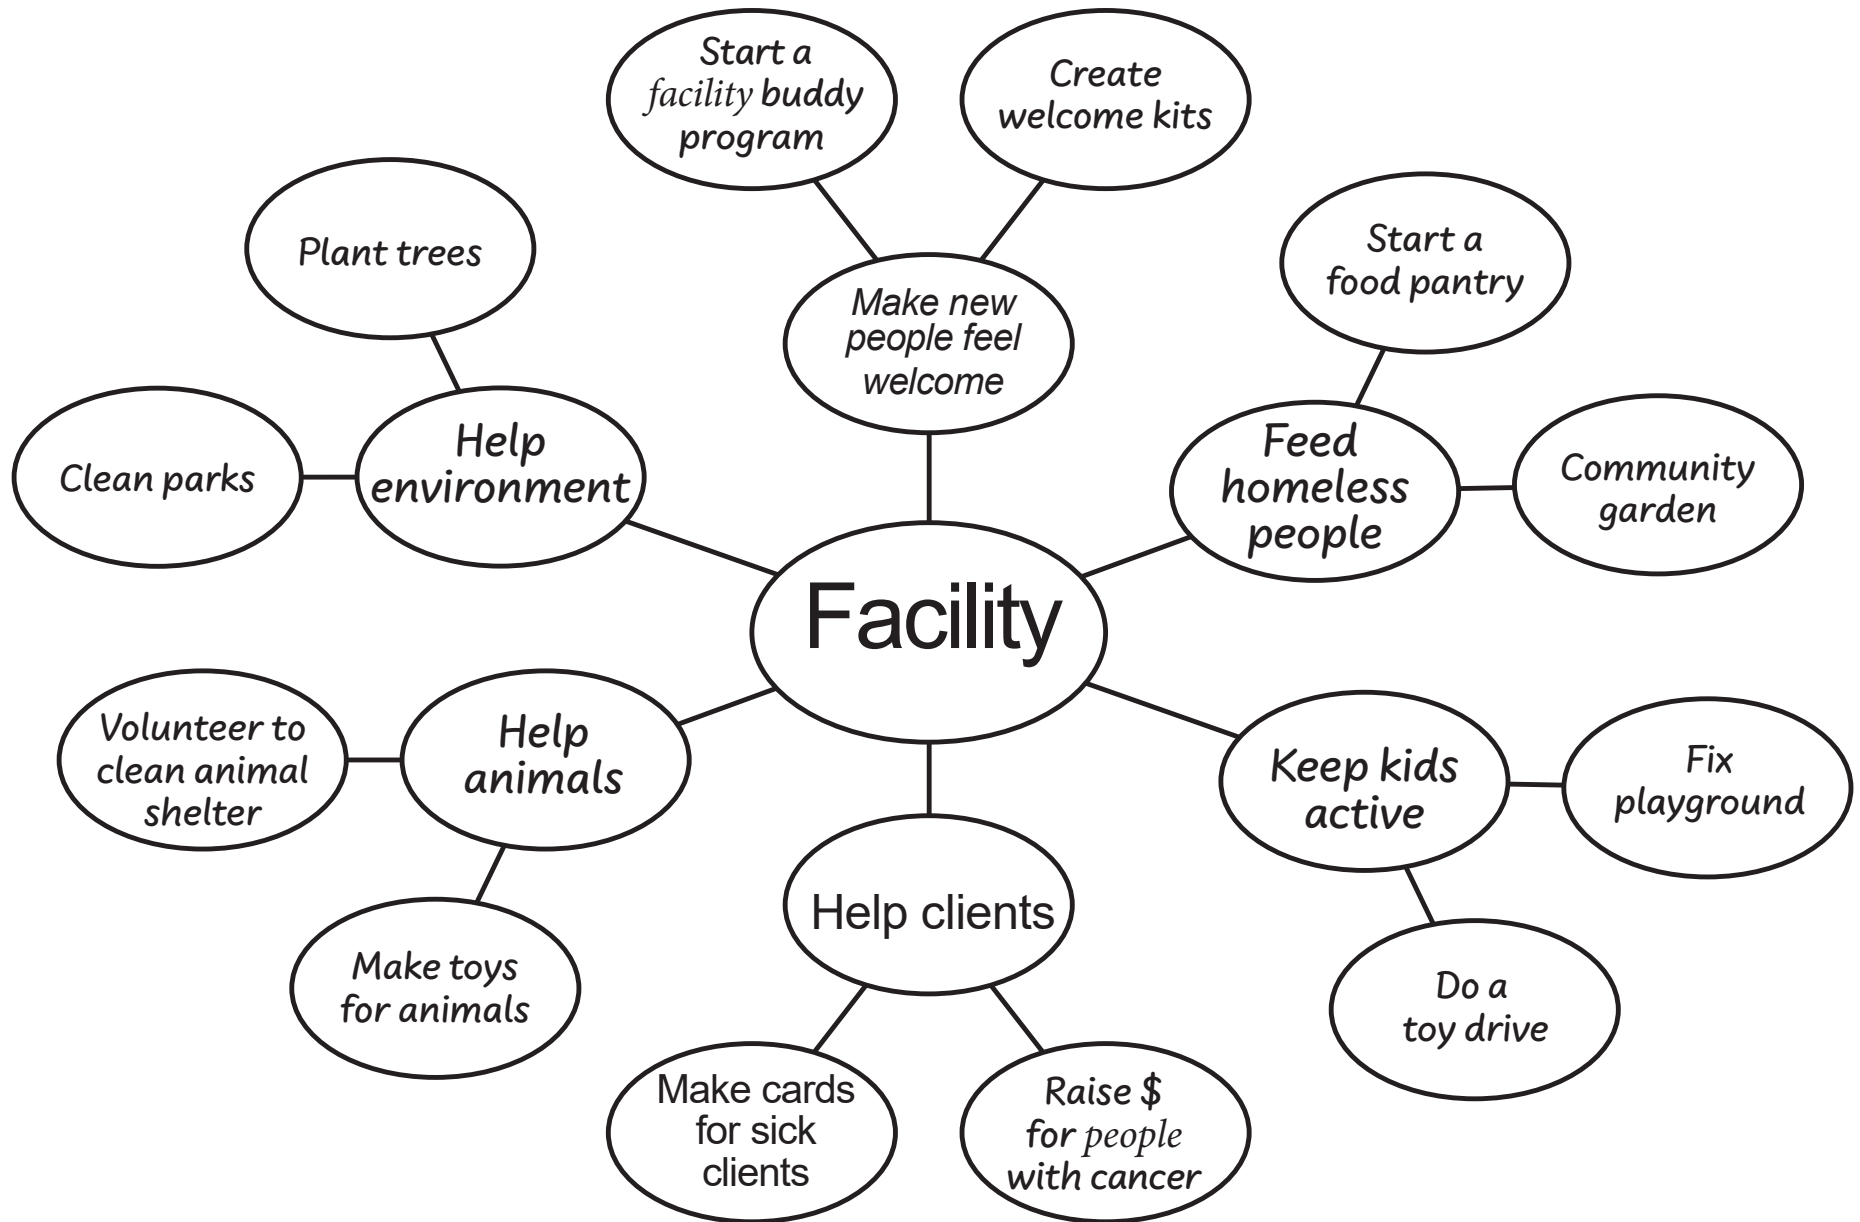 Start a
facility buddy
program
Create
welcome kits
Plant trees
Start a
food pantry
Make new
people feel
welcome
Clean parks
Help
environment
Feed
homeless
people
Community
garden
Facility
Volunteer to
clean animal
shelter
Help
animals
Keep kids
active
Fix
playground
Help clients
Make toys
for animals
Do a
toy drive
Make cards
for sick
clients
Raise $
for people
with cancer